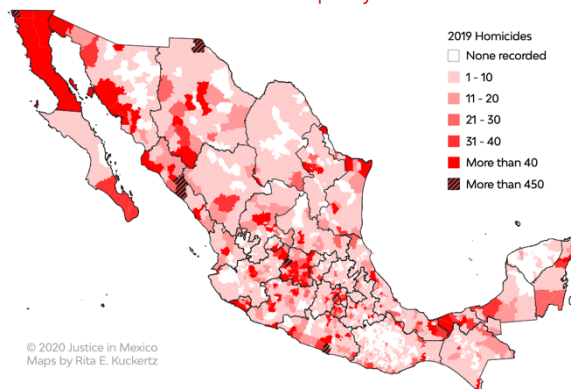 2019 Homicides
None recorded
1 - 10
11 - 20
21 - 30
31 - 40
More than 40
More than 450
© 2020 Justice in Mexico
Maps by Rita E. Kuckertz